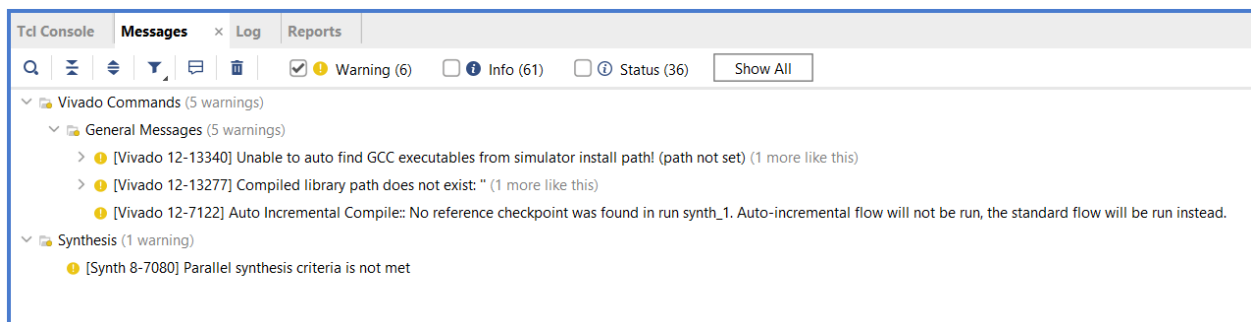 Tcl Console Messages × Log Reports
Warning (6) Info (61) Status (36) Show All
Vivado Commands (5 warnings)
General Messages (5 warnings)
[Vivado 12-13340] Unable to auto find GCC executables from simulator install path! (path not set) (1 more like this)
[Vivado 12-13277] Compiled library path does not exist: '' (1 more like this)
[Vivado 12-7122] Auto Incremental Compile:: No reference checkpoint was found in run synth_1. Auto-incremental flow will not be run, the standard flow will be run instead.
Synthesis (1 warning)
[Synth 8-7080] Parallel synthesis criteria is not met